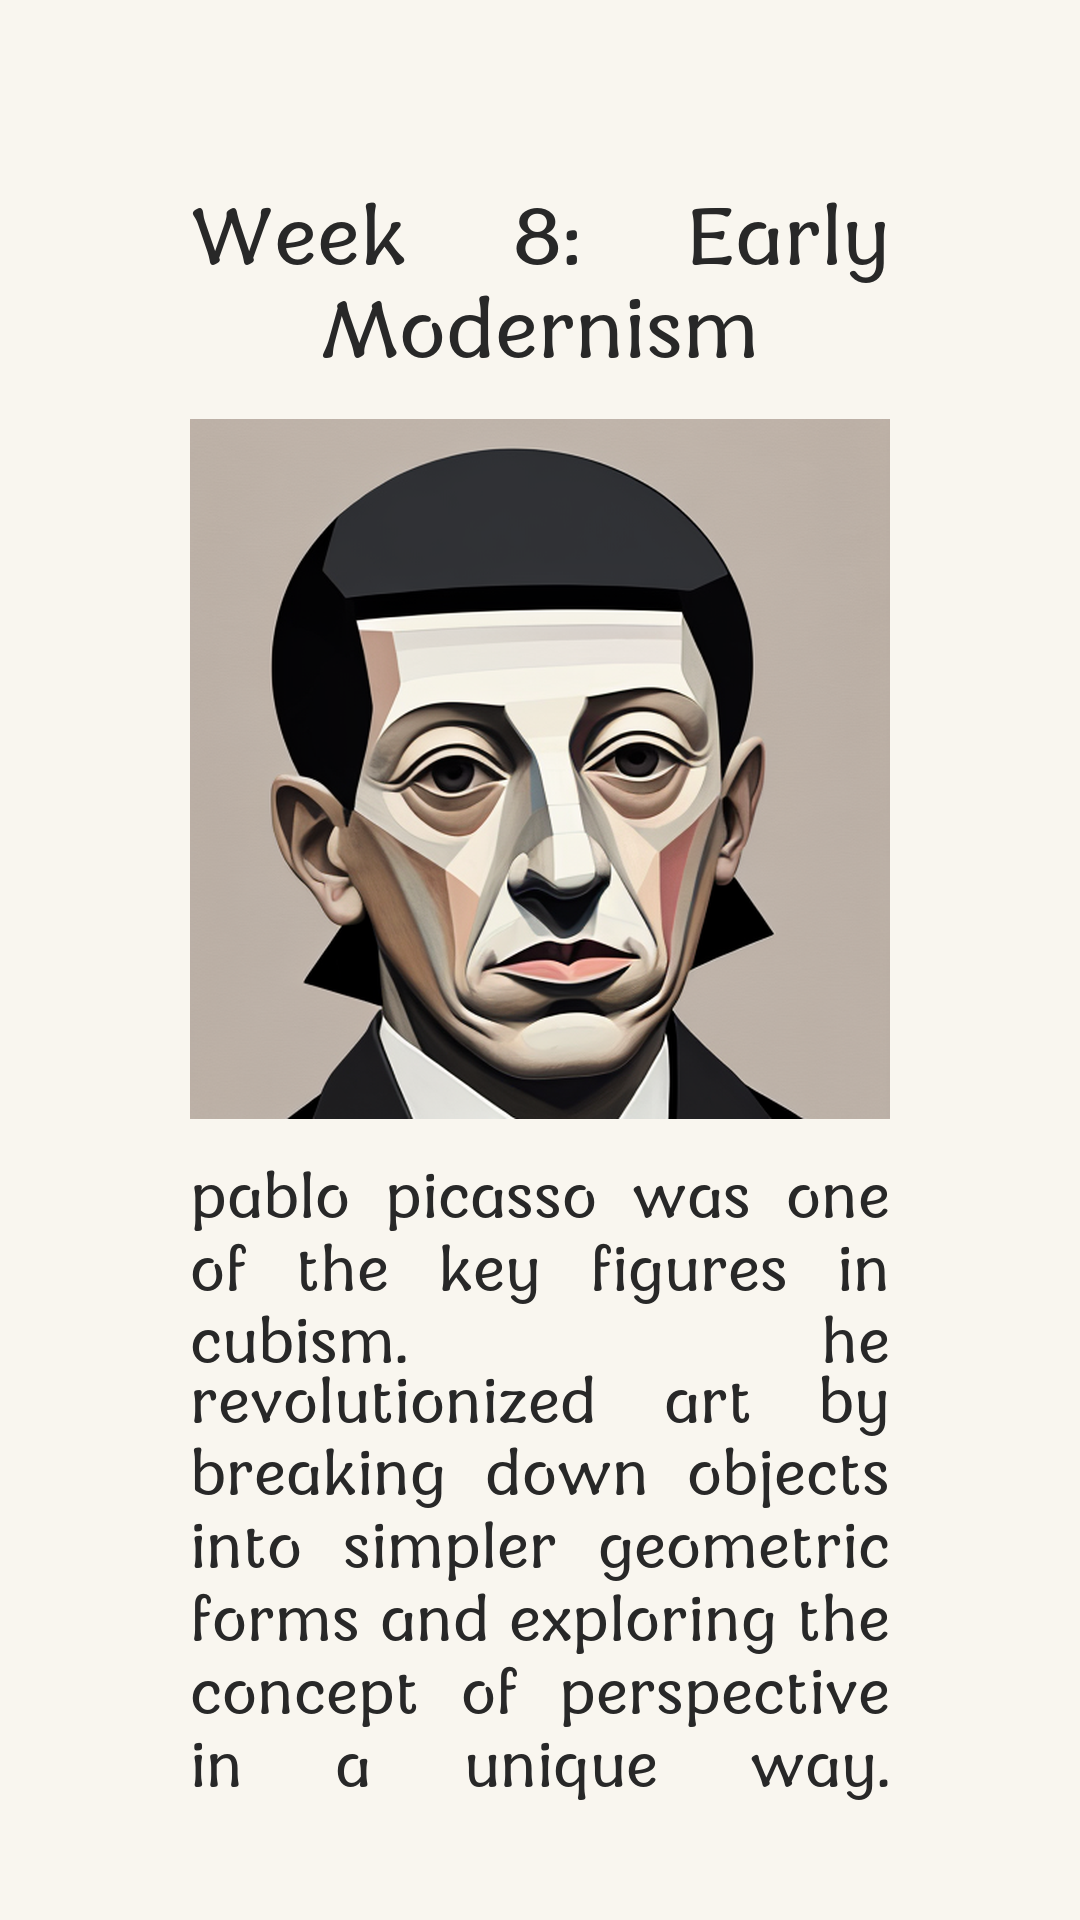 Week 8: Early
Modernism
pablo picasso was one
of the key figures in
cubism. he
revolutionized art by
breaking down objects
into simpler geometric
forms and exploring the
concept of perspective
in a unique way.